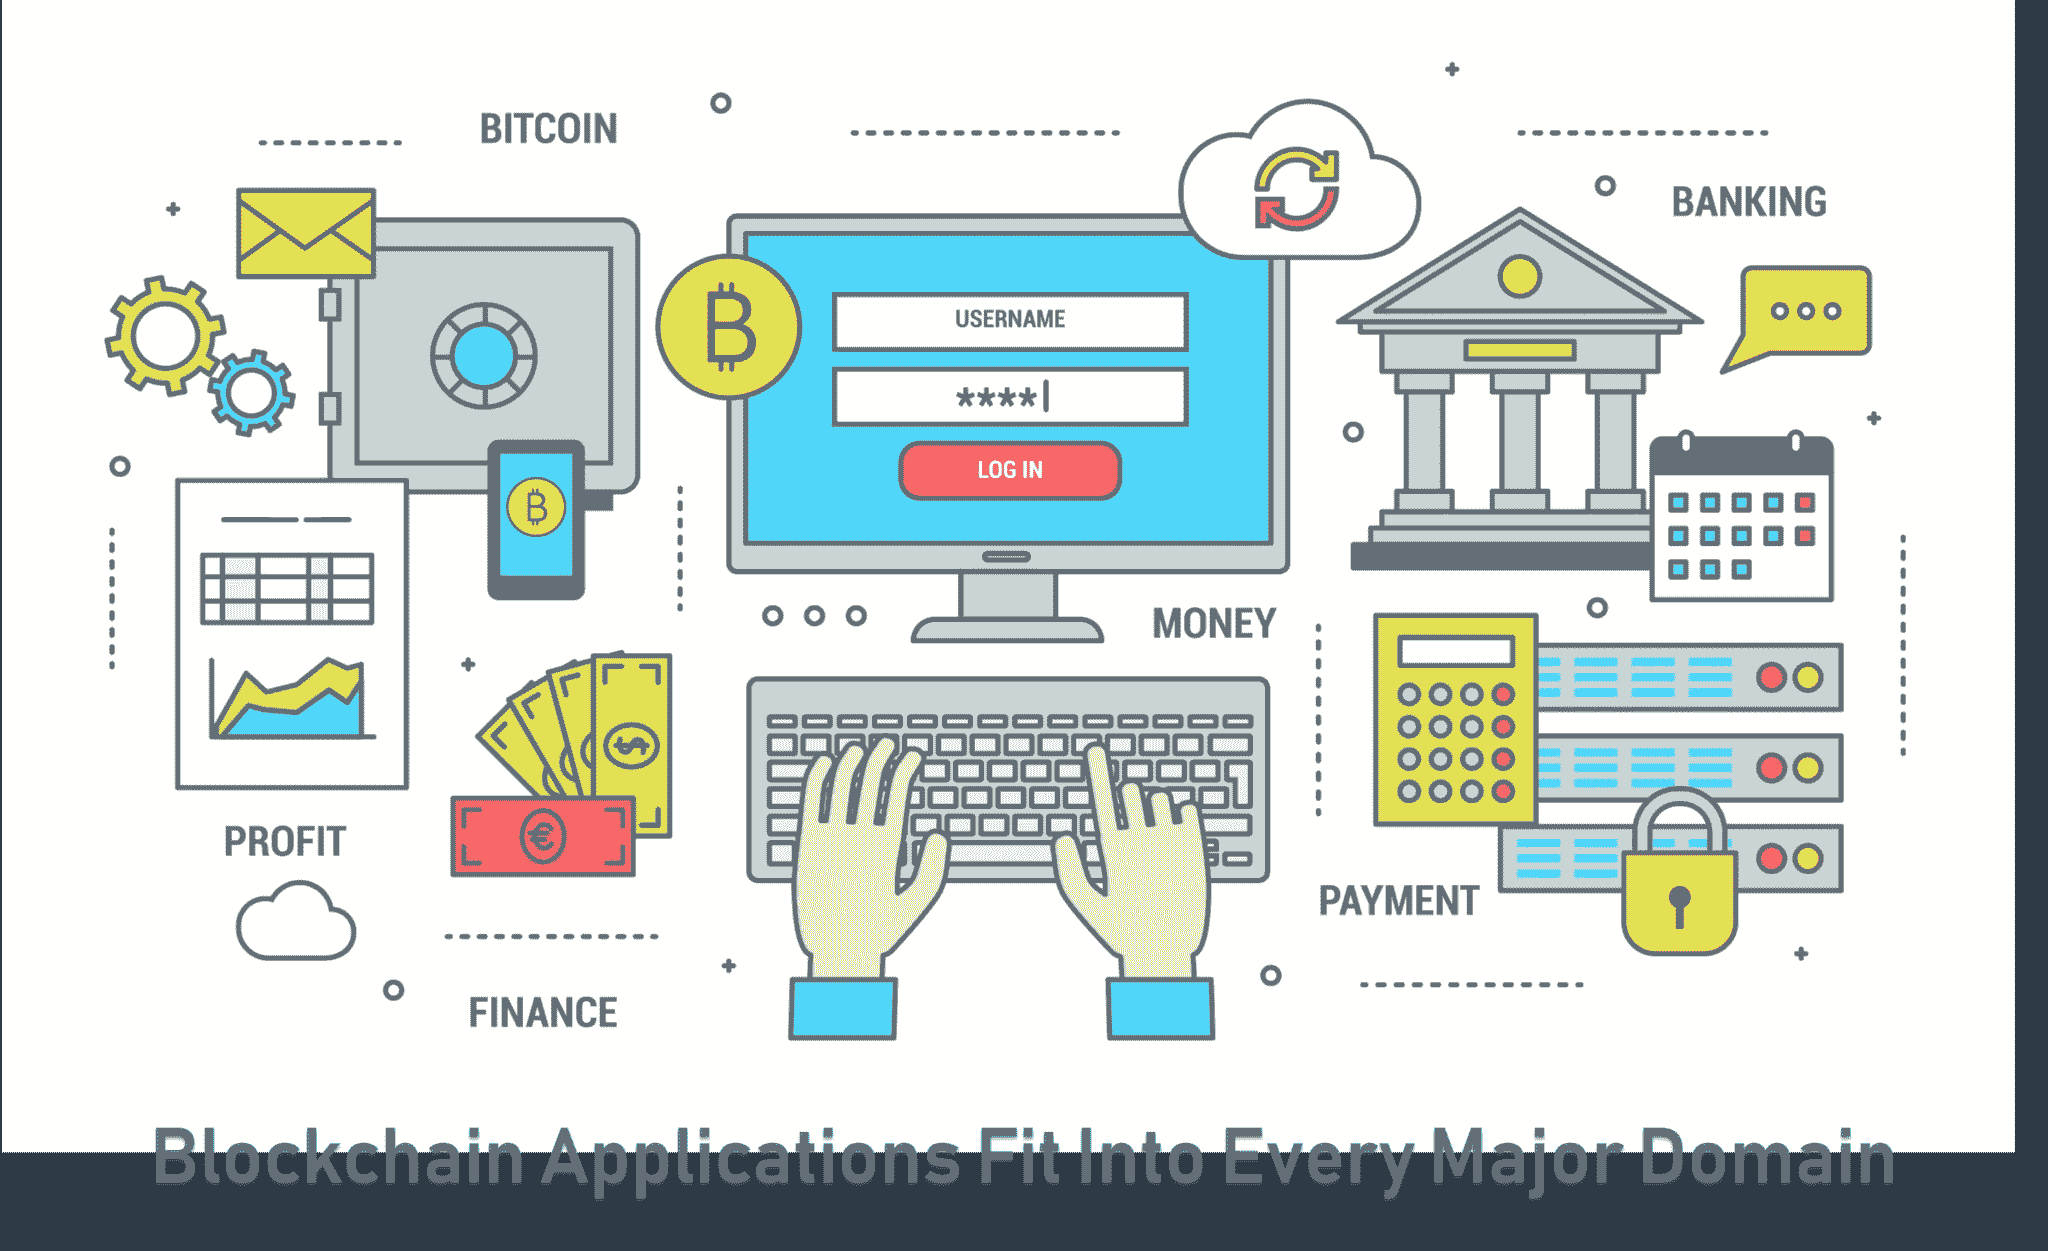 BITCOIN
BANKING
USERNAME
****
LOG IN
MONEY
PROFIT
PAYMENT
FINANCE
Blockchain Applications Fit Into Every Major Domain